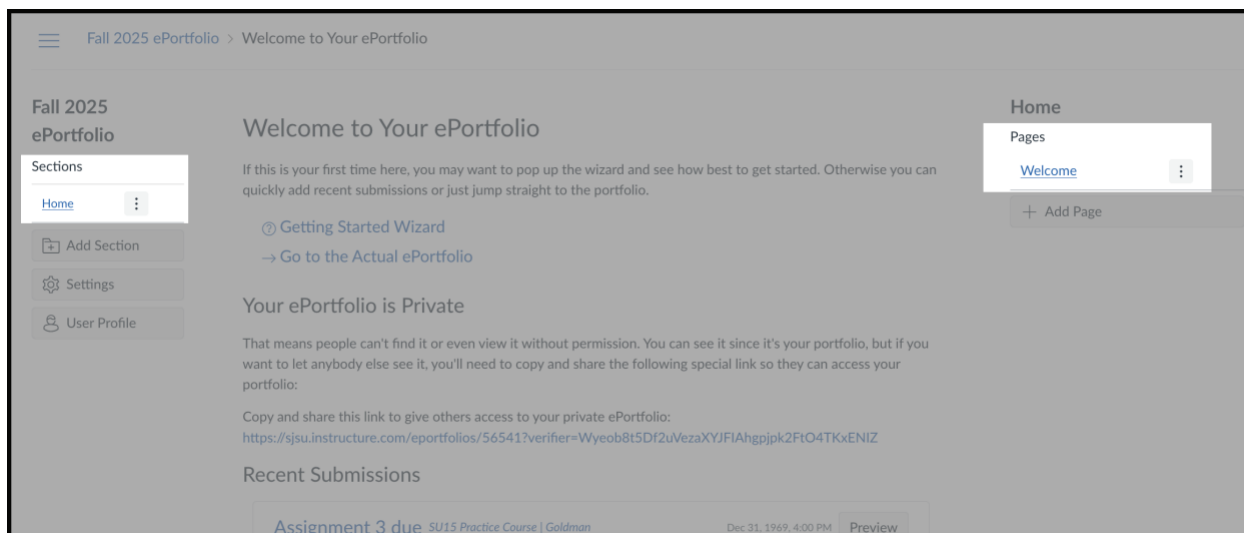 Fall 2025 ePortfolio > Welcome to Your ePortfolio
Fall 2025
ePortfolio
Sections
Home
Add Section
Settings
User Profile
Welcome to Your ePortfolio
If this is your first time here, you may want to pop up the wizard and see how best to get started. Otherwise you can
quickly add recent submissions or just jump straight to the portfolio.
Getting Started Wizard
→ Go to the Actual ePortfolio
Your ePortfolio is Private
That means people can't find it or even view it without permission. You can see it since it's your portfolio, but if you
want to let anybody else see it, you'll need to copy and share the following special link so they can access your
portfolio:
Copy and share this link to give others access to your private ePortfolio:
https://sjsu.instructure.com/eportfolios/56541?verifier=Wyeob8t5Df2uVezaXYJFIAhgpjpk2FtO4TKxENIZ
Recent Submissions
Assignment 3 due SU15 Practice Course | Goldman Dec 31, 1969, 4:00 PM Preview
Home
Pages
Welcome
+ Add Page